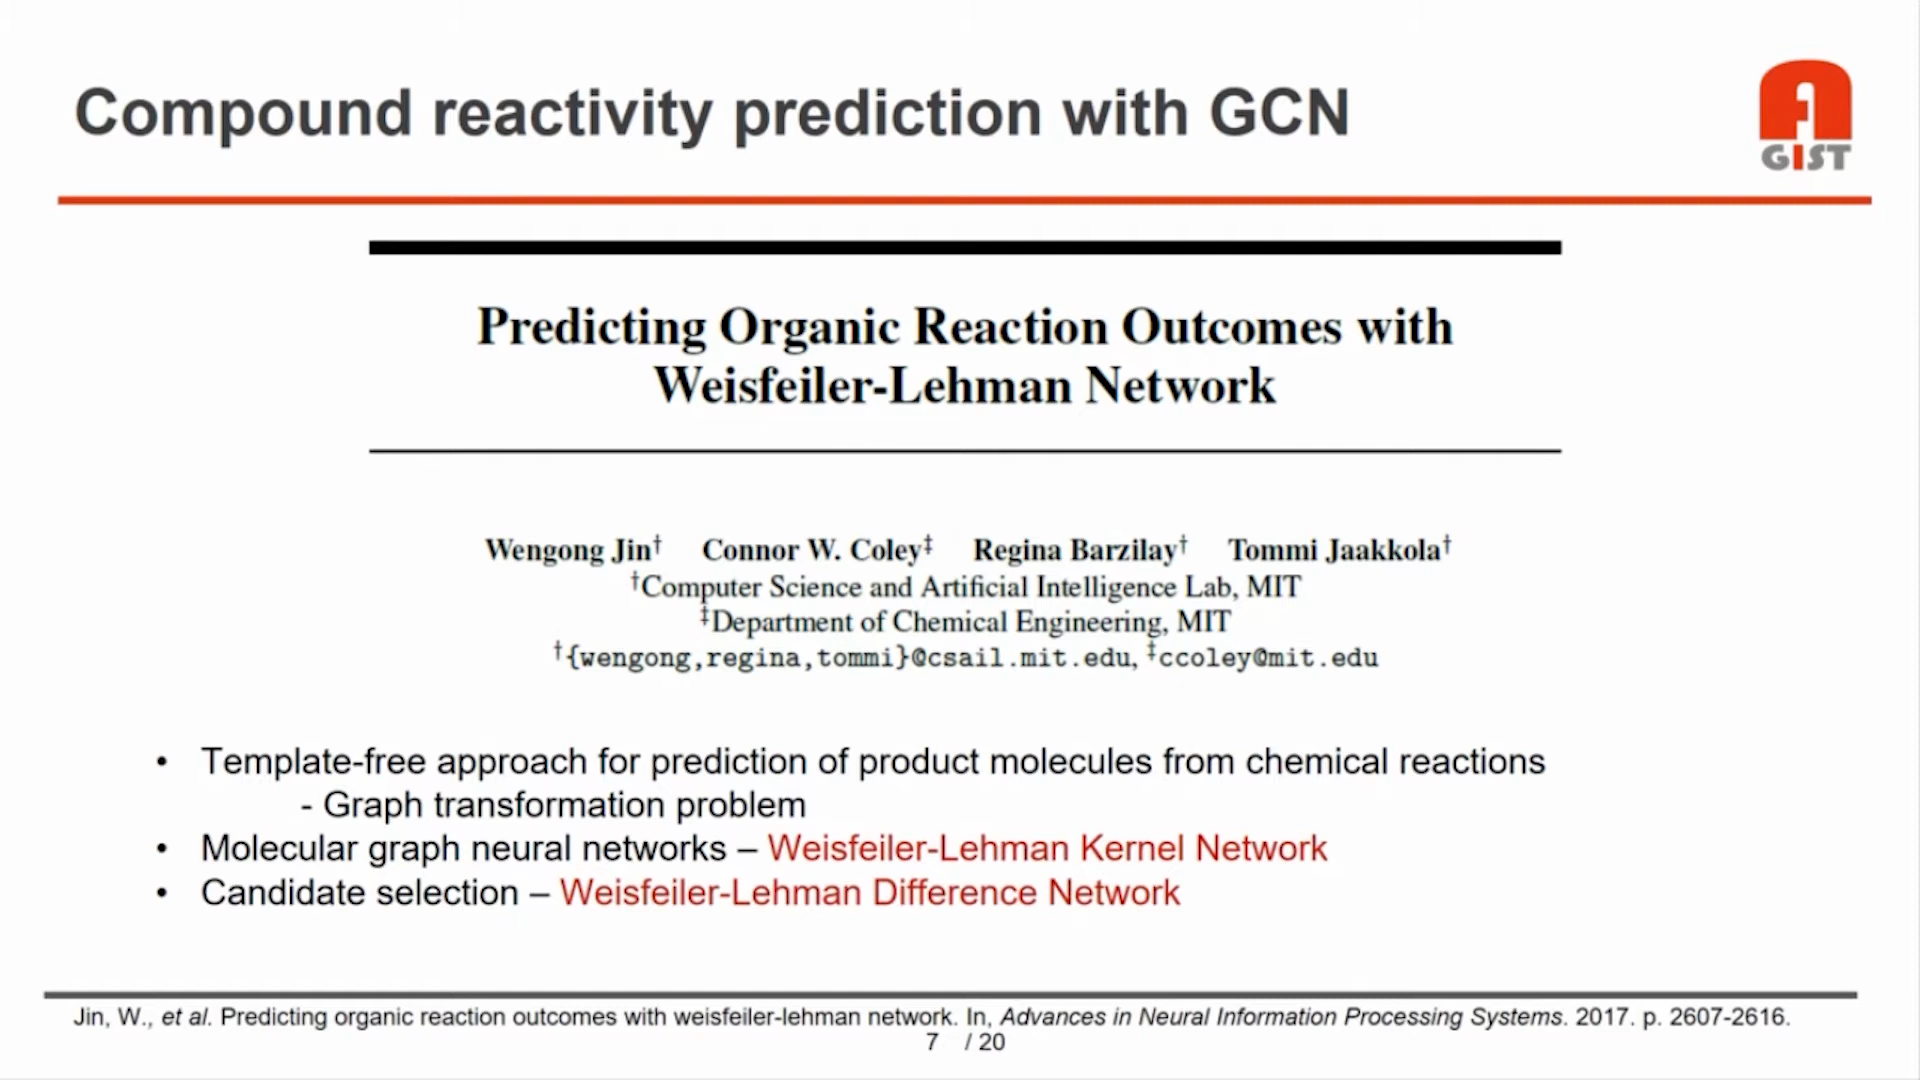 Compound reactivity prediction with GCN
GIST
Predicting Organic Reaction Outcomes with
Weisfeiler-Lehman Network
Wengong Jin† Connor W. Coley‡ Regina Barzilay† Tommi Jaakkola†
†Computer Science and Artificial Intelligence Lab, MIT
‡Department of Chemical Engineering, MIT
†{wengong,regina,tommi}@csail.mit.edu, ‡ccoley@mit.edu
• Template-free approach for prediction of product molecules from chemical reactions
- Graph transformation problem
• Molecular graph neural networks – Weisfeiler-Lehman Kernel Network
• Candidate selection – Weisfeiler-Lehman Difference Network
Jin, W., et al. Predicting organic reaction outcomes with weisfeiler-lehman network. In, Advances in Neural Information Processing Systems. 2017. p. 2607-2616.
7 / 20